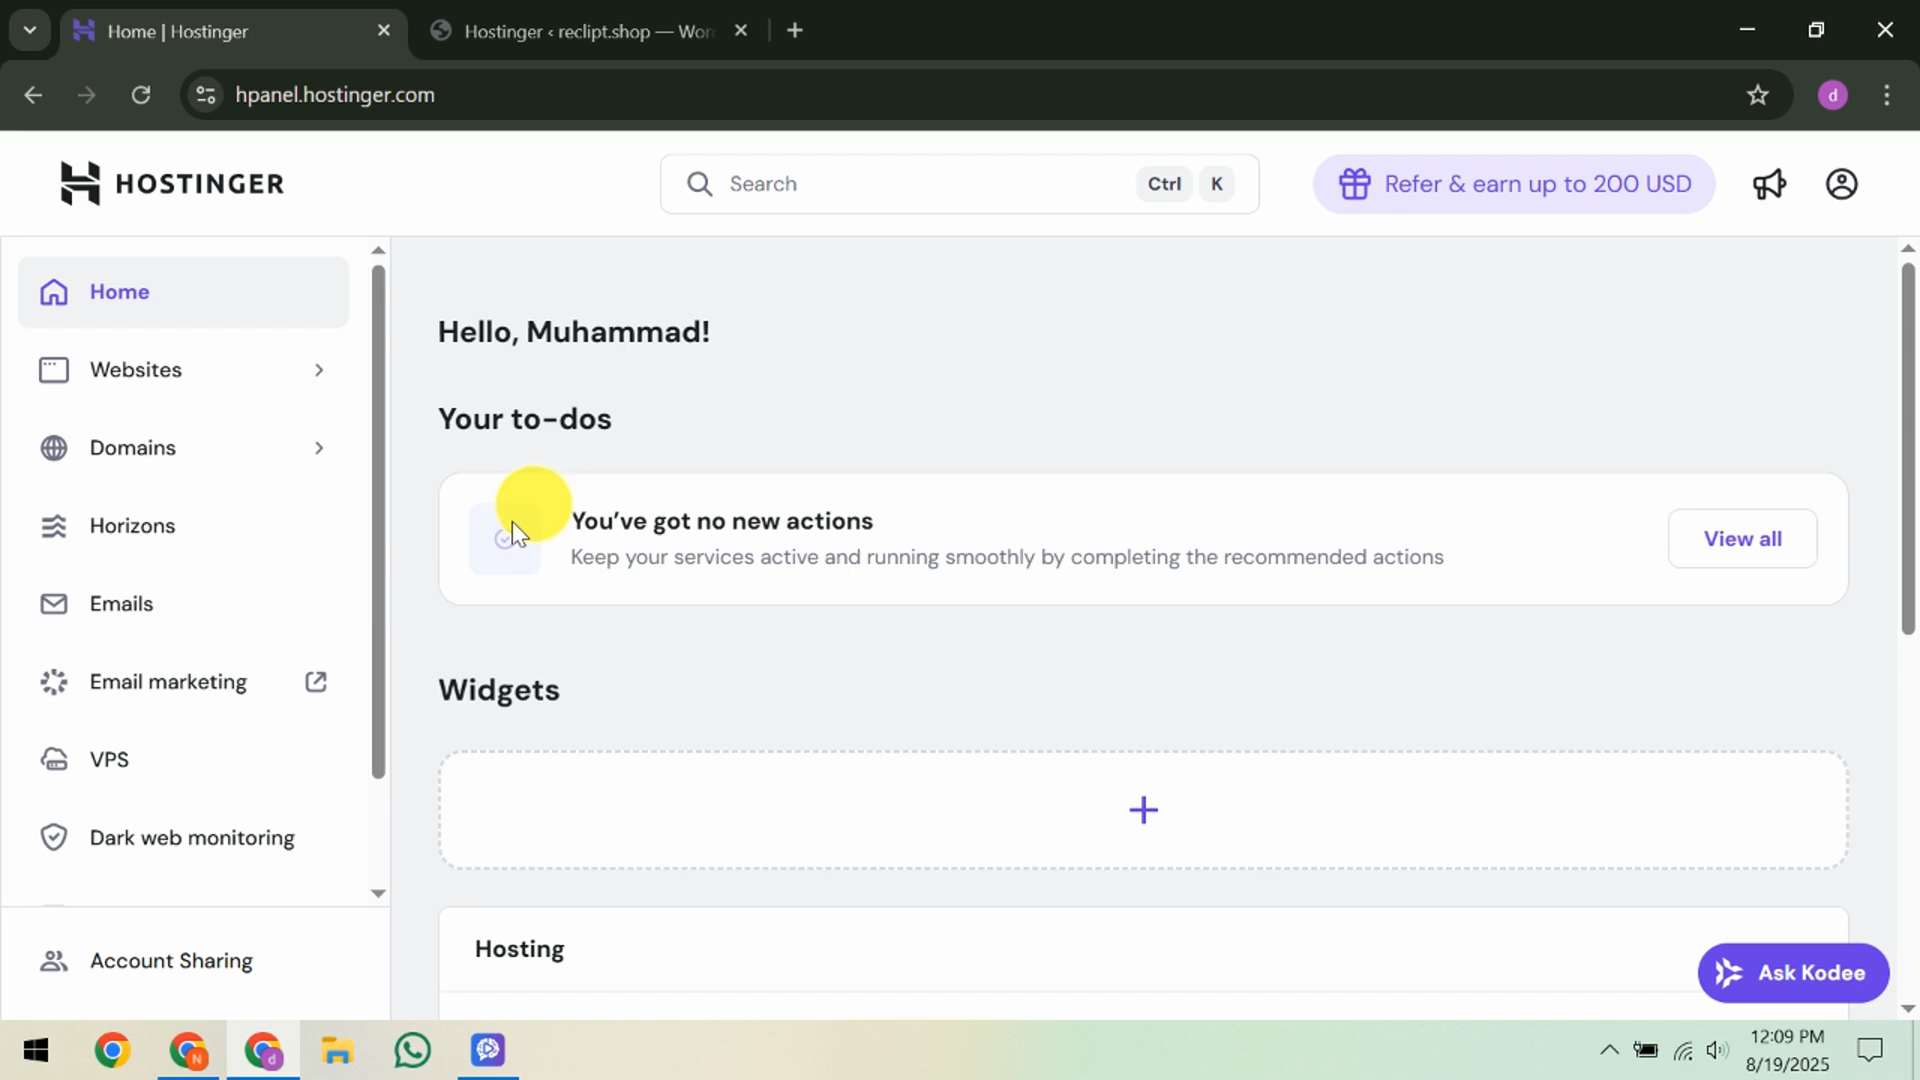 Home | Hostinger
Hostinger ‹ reclipt.shop — Wor
hpanel.hostinger.com
d
HOSTINGER
Search
Ctrl
K
Refer & earn up to 200 USD
Home
Websites
Domains
Horizons
Emails
Email marketing
VPS
Dark web monitoring
Account Sharing
Hello, Muhammad!
Your to-dos
You’ve got no new actions
Keep your services active and running smoothly by completing the recommended actions
View all
Widgets
+
Hosting
Ask Kodee
N
d
12:09 PM
8/19/2025